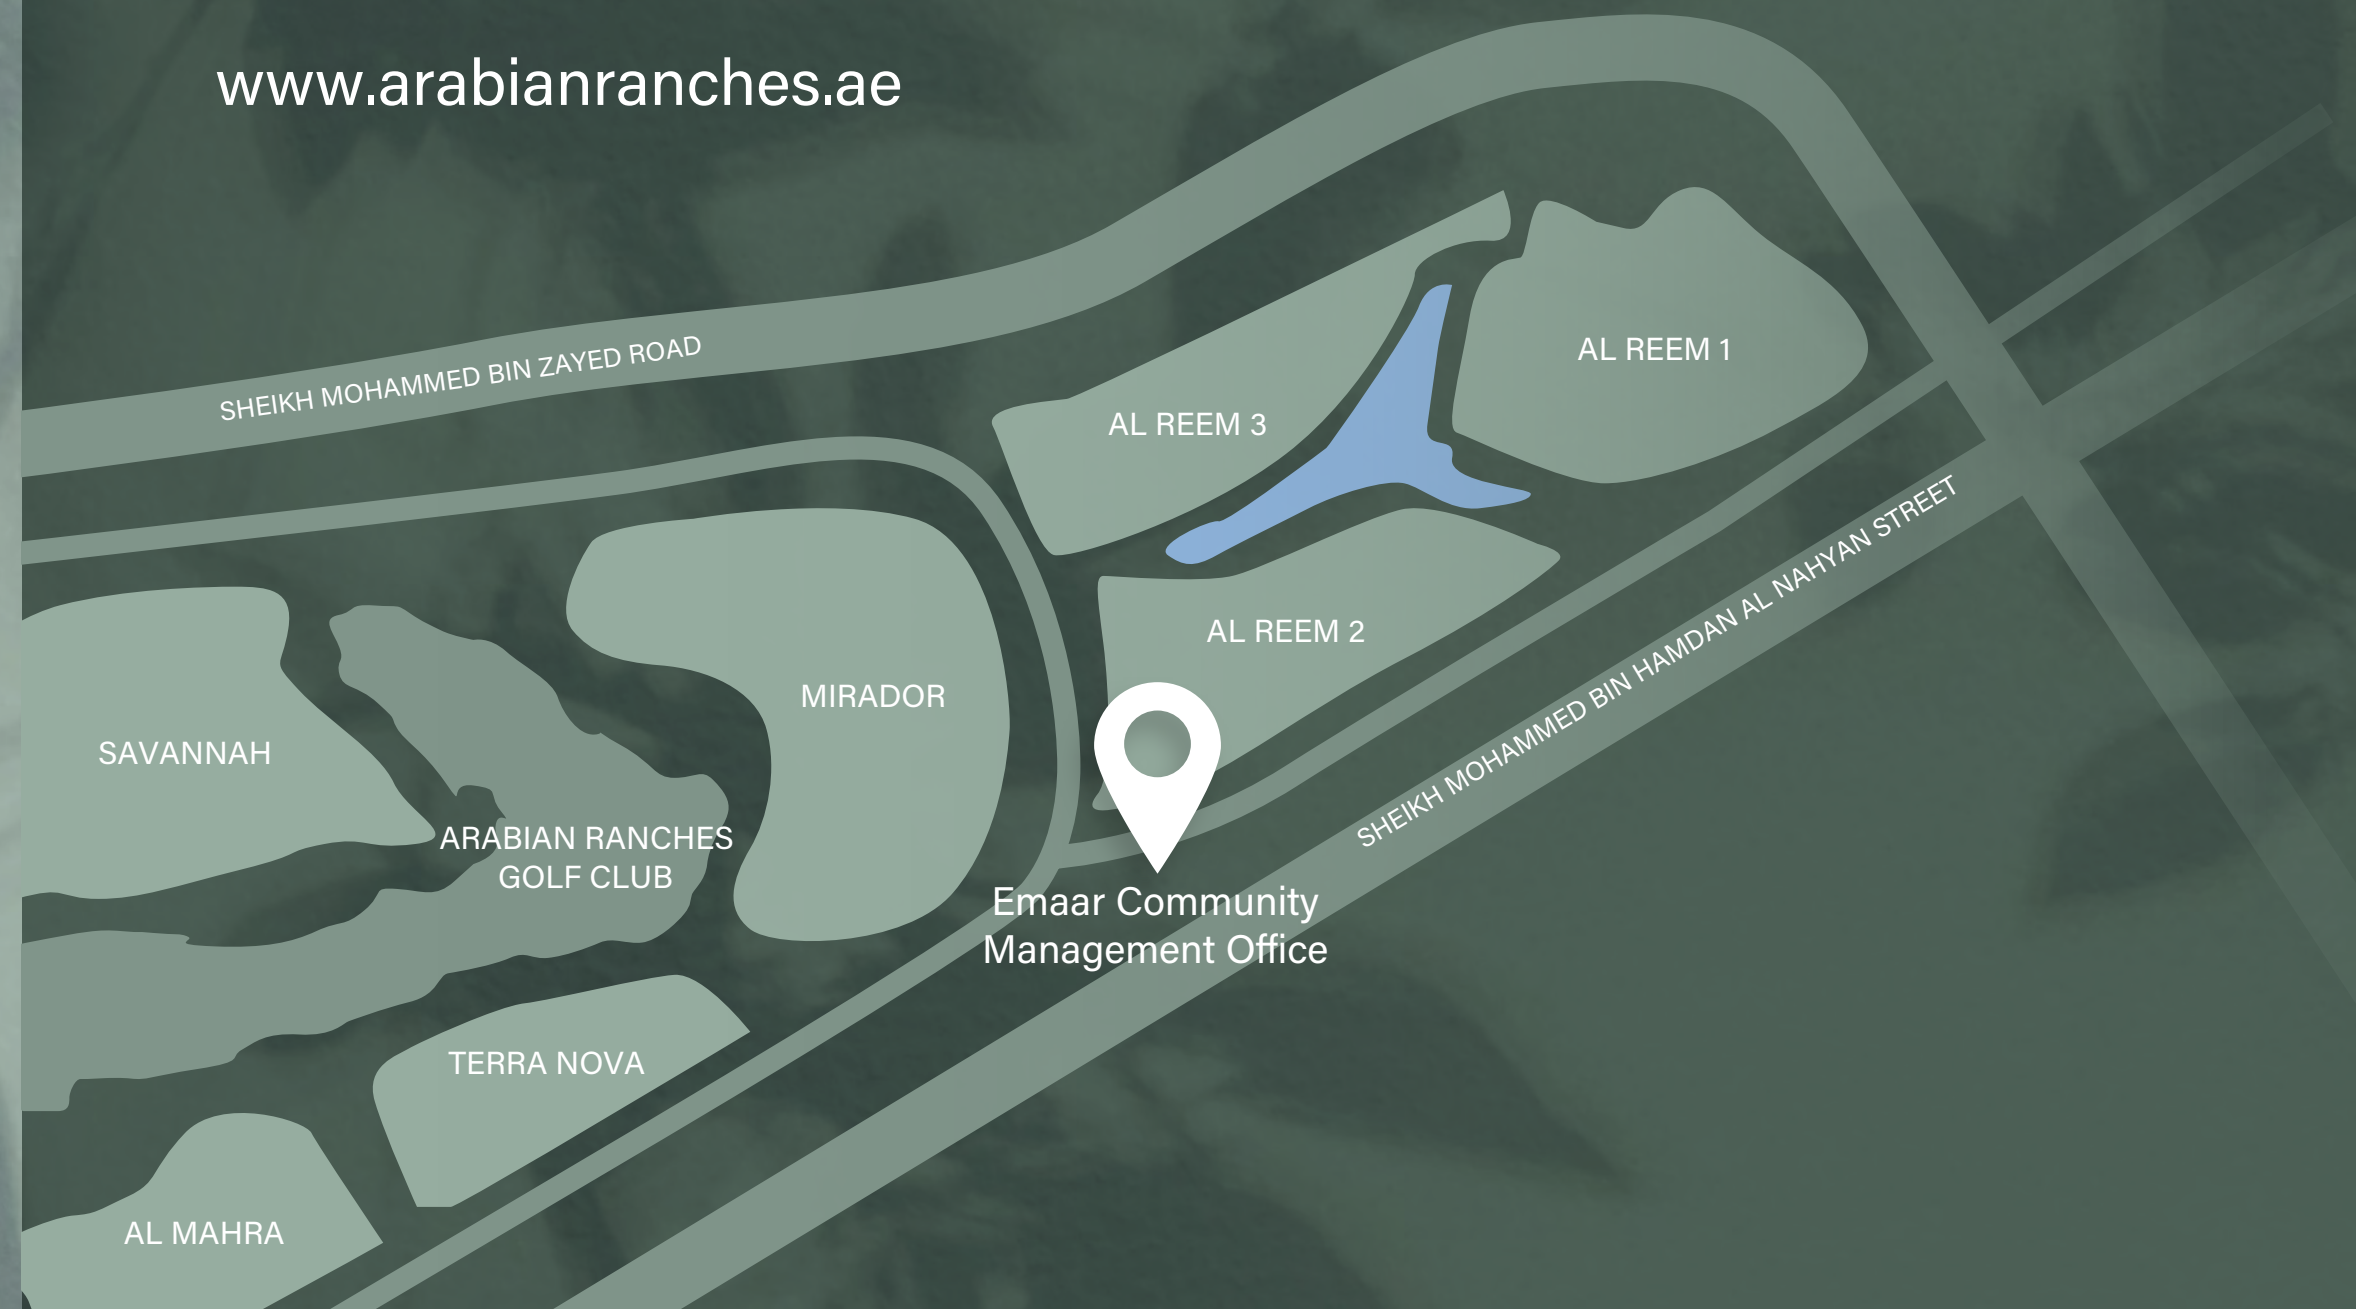 www.arabianranches.ae
SHEIKH MOHAMMED BIN ZAYED ROAD
AL REEM 1
AL REEM 3
AL REEM 2
SHEIKH MOHAMMED BIN HAMDAN AL NAHYAN STREET
MIRADOR
SAVANNAH
ARABIAN RANCHES
GOLF CLUB
Emaar Community
Management Office
TERRA NOVA
AL MAHRA